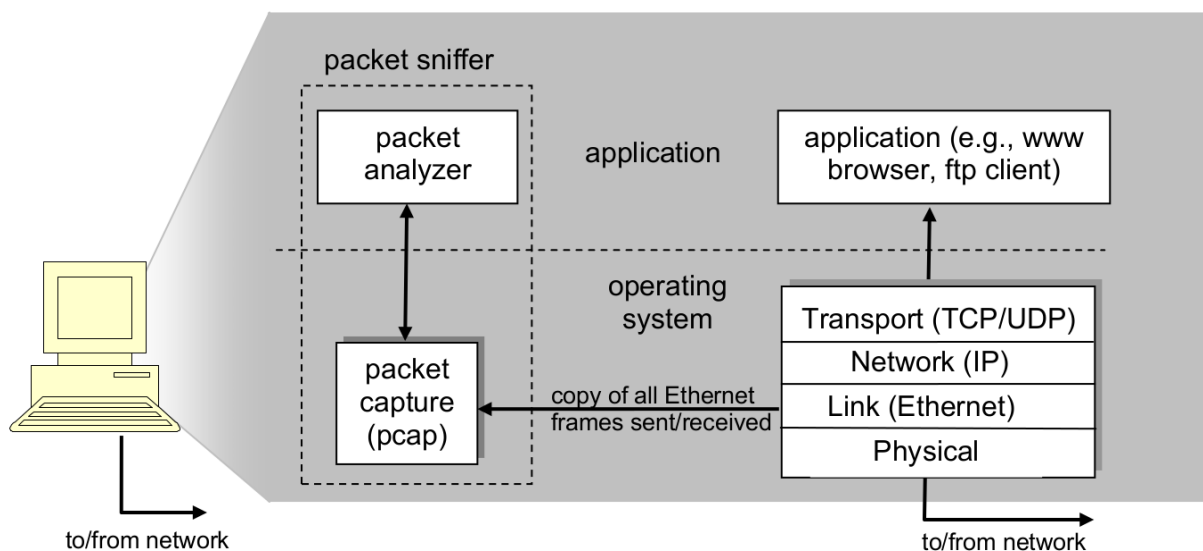 packet sniffer
packet
analyzer
application
application (e.g., www
browser, ftp client)
operating
system
packet
capture
(pcap)
copy of all Ethernet
frames sent/received
Transport (TCP/UDP)
Network (IP)
Link (Ethernet)
Physical
to/from network
to/from network